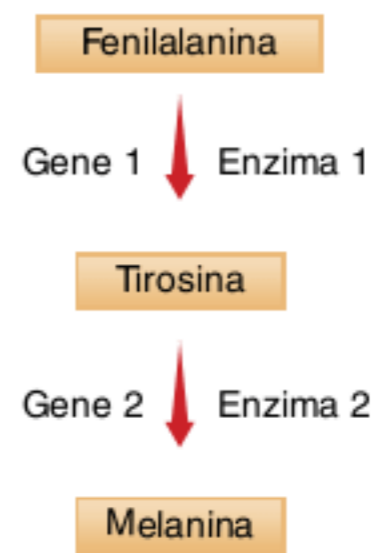 Fenilalanina
Gene 1 Enzima 1
Tirosina
Gene 2 Enzima 2
Melanina